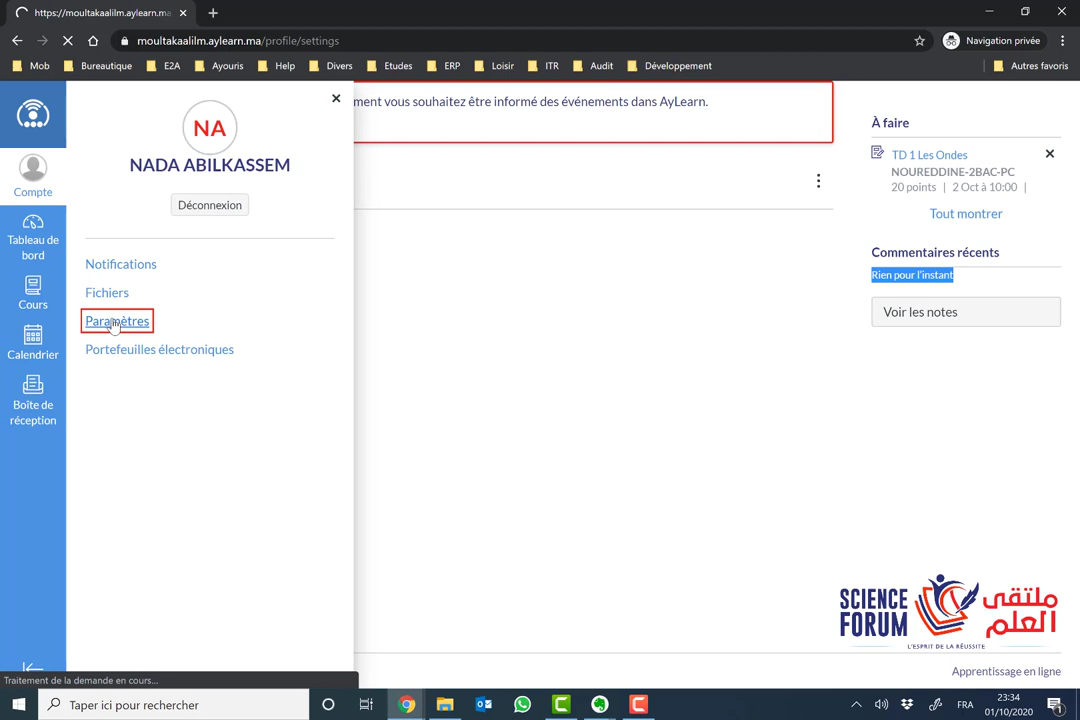 https://moultakaalilm.aylearn.ma
moultakaalilm.aylearn.ma/profile/settings
Navigation privée
Mob
Bureautique
E2A
Ayouris
Help
Divers
Etudes
ERP
Loisir
ITR
Audit
Développement
Autres favoris
Compte
Tableau de
bord
Cours
Calendrier
Boîte de
réception
NA
NADA ABILKASSEM
Déconnexion
Notifications
Fichiers
Paramètres
Portefeuilles électroniques
ment vous souhaitez être informé des événements dans AyLearn.
À faire
TD 1 Les Ondes
NOUREDDINE-2BAC-PC
20 points | 2 Oct à 10:00 |
Tout montrer
Commentaires récents
Rien pour l'instant
Voir les notes
SCIENCE
FORUM
ملتقى
العلم
L'ESPRIT DE LA RÉUSSITE
Apprentissage en ligne
Traitement de la demande en cours...
Taper ici pour rechercher
FRA
23:34
01/10/2020
1